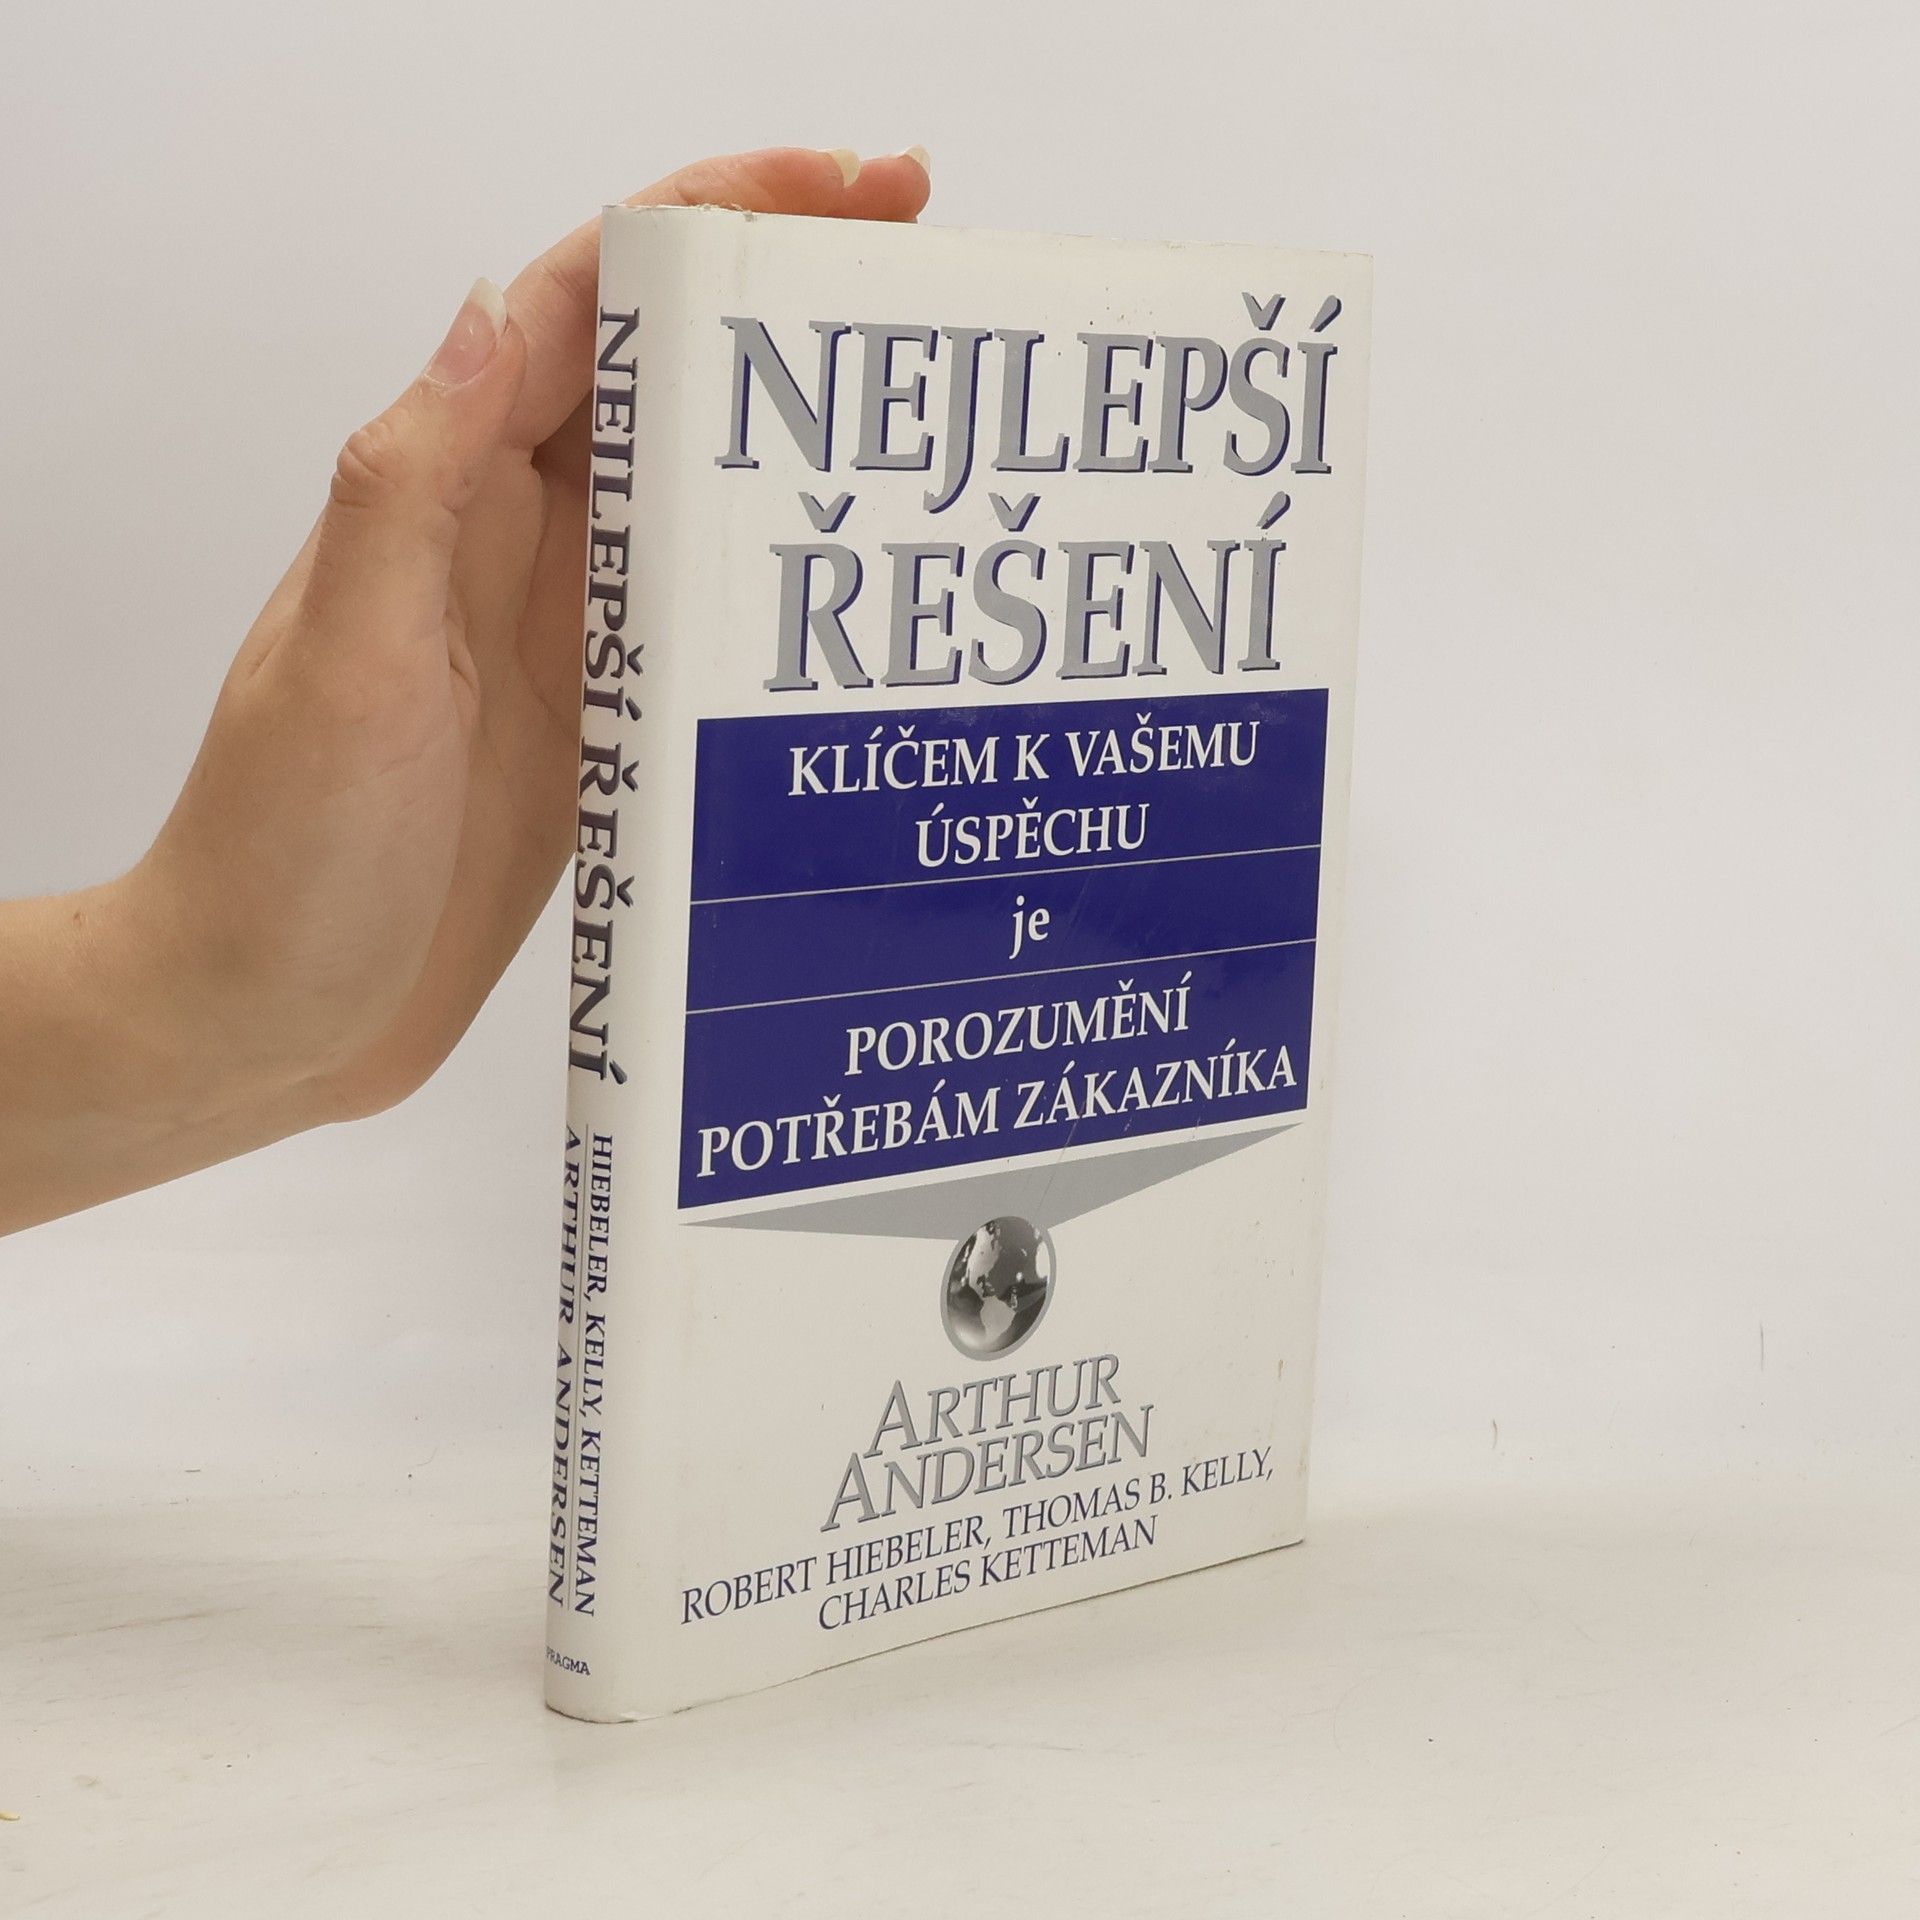 NEJLEPŠÍ ŘEŠENÍ
HIEBELER, KELLY, KETTEMAN
ARTHUR ANDERSEN
PRAGMA
NEJLEPŠÍ
ŘEŠENÍ
KLÍČEM K VAŠEMU
ÚSPĚCHU
je
POROZUMĚNÍ
POTŘEBÁM ZÁKAZNÍKA
ARTHUR
ANDERSEN
ROBERT HIEBELER, THOMAS B. KELLY,
CHARLES KETTEMAN